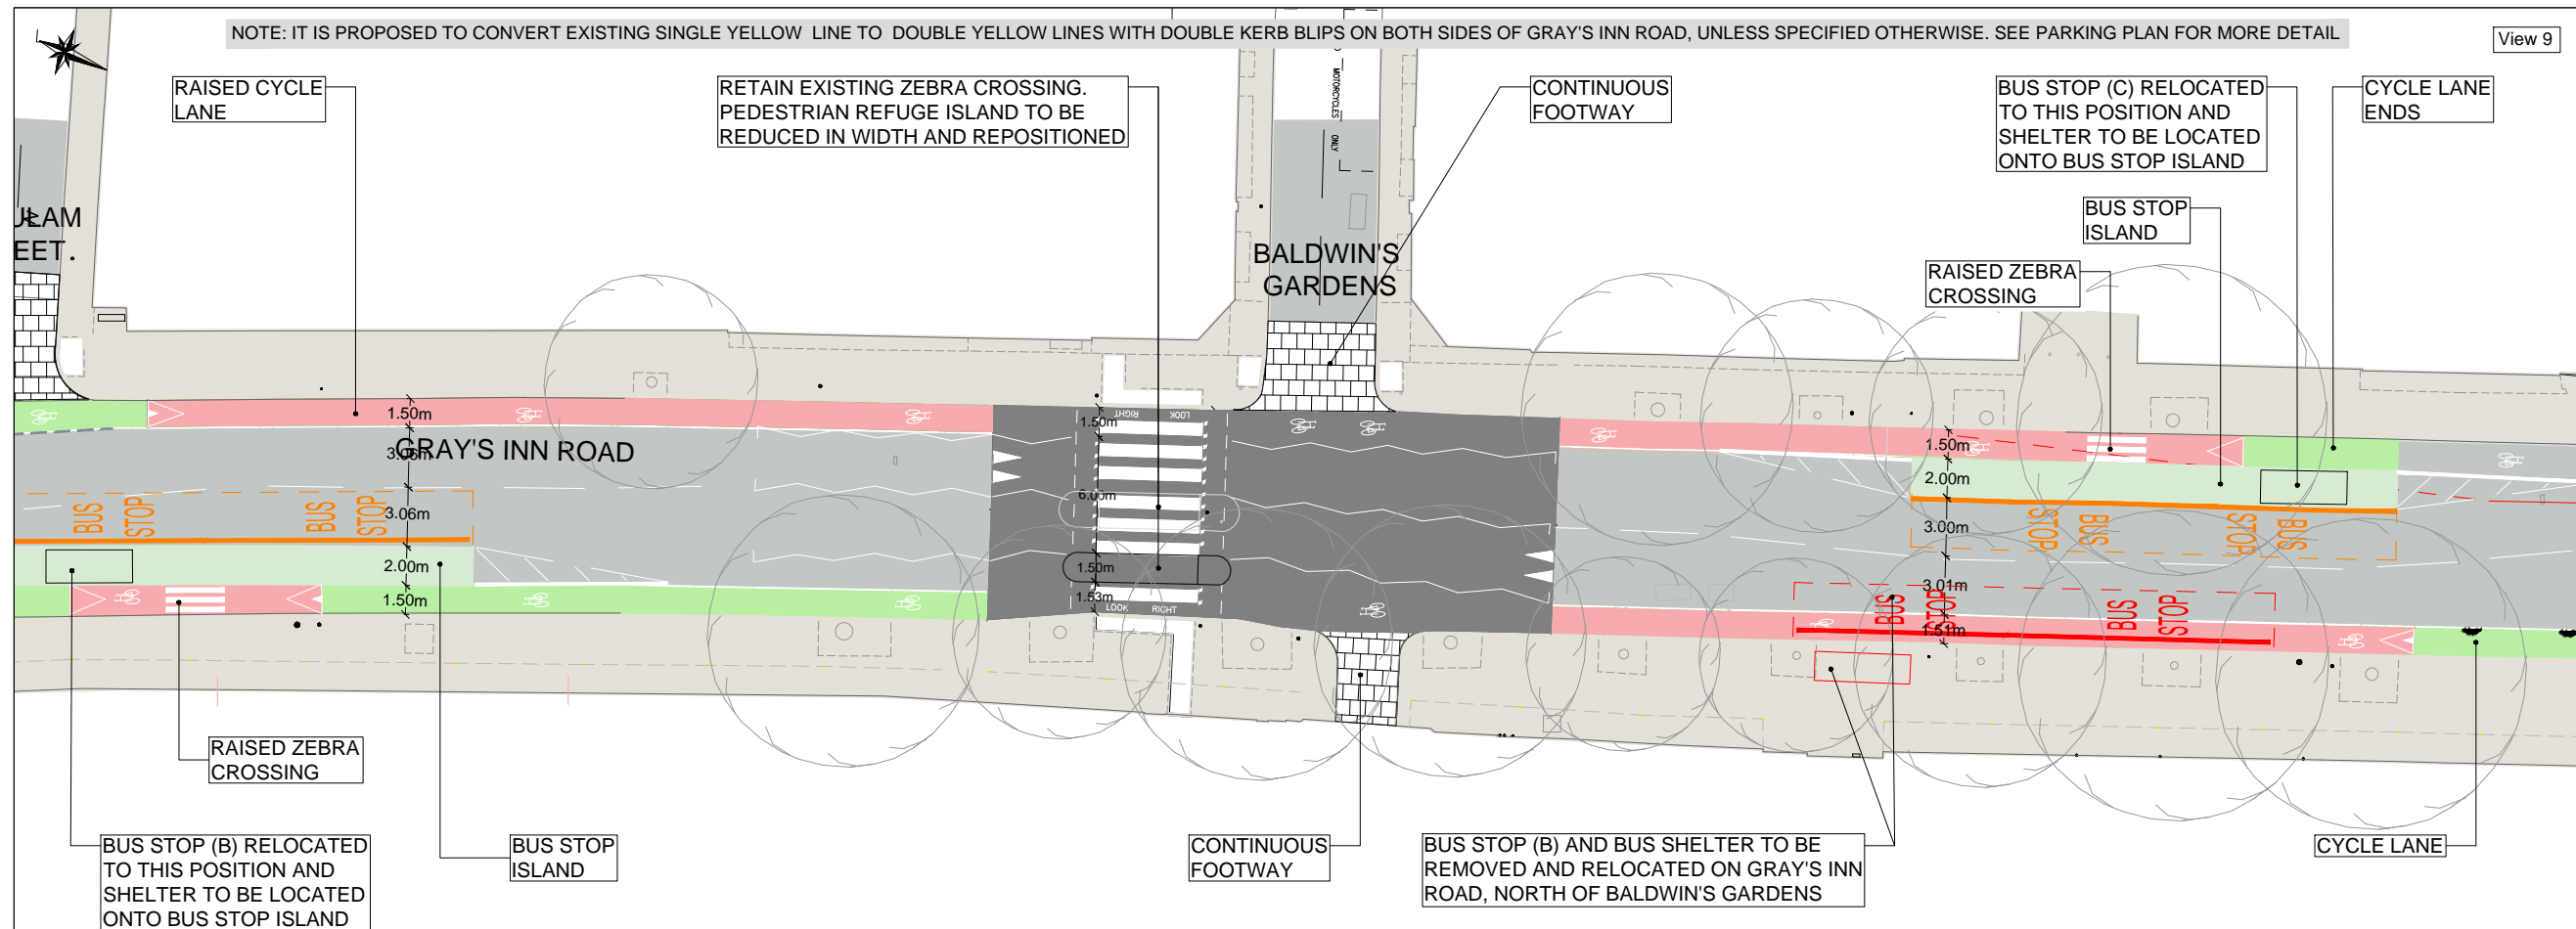 NOTE: IT IS PROPOSED TO CONVERT EXISTING SINGLE YELLOW LINE TO DOUBLE YELLOW LINES WITH DOUBLE KERB BLIPS ON BOTH SIDES OF GRAY'S INN ROAD, UNLESS SPECIFIED OTHERWISE. SEE PARKING PLAN FOR MORE DETAIL
View 9
RAISED CYCLE
LANE
RETAIN EXISTING ZEBRA CROSSING.
PEDESTRIAN REFUGE ISLAND TO BE
REDUCED IN WIDTH AND REPOSITIONED
MOTORCYCLES ONLY
CONTINUOUS
FOOTWAY
BUS STOP (C) RELOCATED
TO THIS POSITION AND
SHELTER TO BE LOCATED
ONTO BUS STOP ISLAND
CYCLE LANE
ENDS
BUS STOP
ISLAND
RAISED ZEBRA
CROSSING
ULAM
EET
BALDWIN'S
GARDENS
GRAY'S INN ROAD
1.50m
3.06m
3.06m
2.00m
1.50m
BUS
STOP
BUS
STOP
LOOK
RIGHT
1.50m
6.00m
1.50m
1.53m
LOOK RIGHT
1.50m
2.00m
3.00m
3.01m
1.51m
BUS
STOP
BUS
STOP
BUS
STOP
BUS
STOP
RAISED ZEBRA
CROSSING
BUS STOP (B) RELOCATED
TO THIS POSITION AND
SHELTER TO BE LOCATED
ONTO BUS STOP ISLAND
BUS STOP
ISLAND
CONTINUOUS
FOOTWAY
BUS STOP (B) AND BUS SHELTER TO BE
REMOVED AND RELOCATED ON GRAY'S INN
ROAD, NORTH OF BALDWIN'S GARDENS
CYCLE LANE